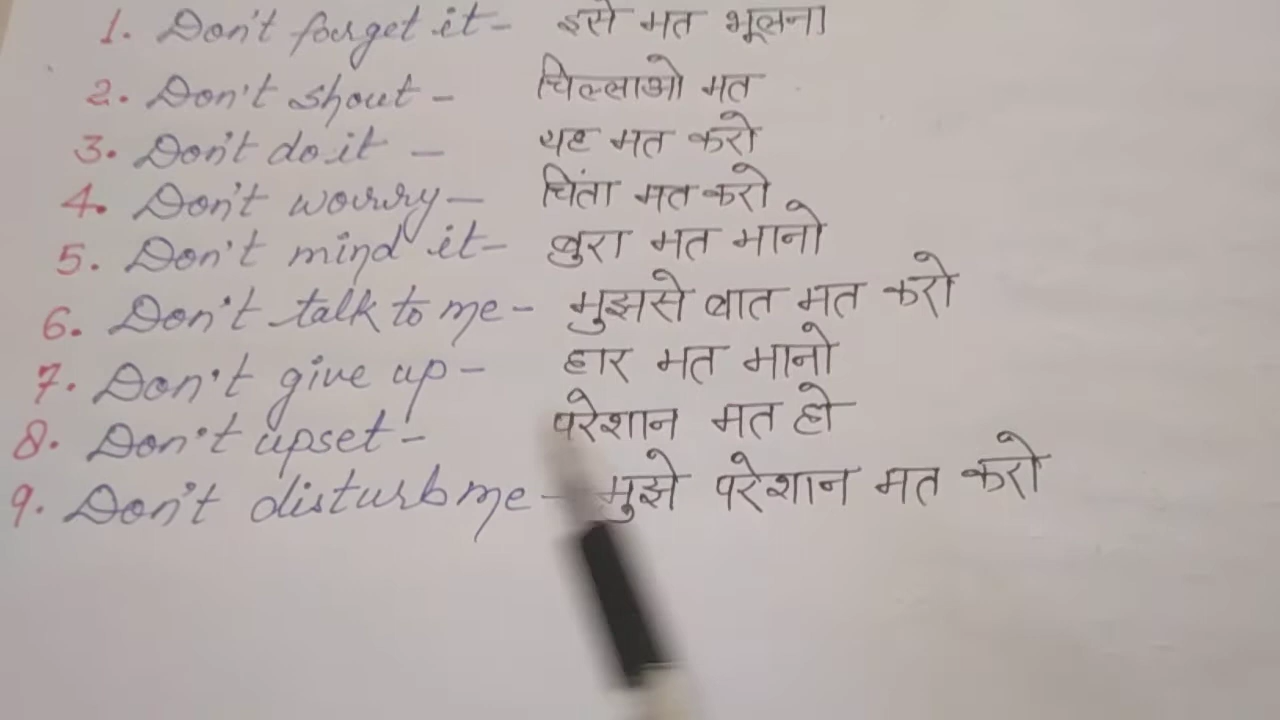 1. Don't forget it- इसे मत भूलना
2. Don't shout - चिल्लाओ मत
3. Don't do it - यह मत करो
4. Don't worry- चिंता मत करो
5. Don't mind it- बुरा मत मानो
6. Don't talk to me- मुझसे बात मत करो
7. Don't give up- हार मत मानो
8. Don't upset- परेशान मत हो
9. Don't disturb me- मुझे परेशान मत करो